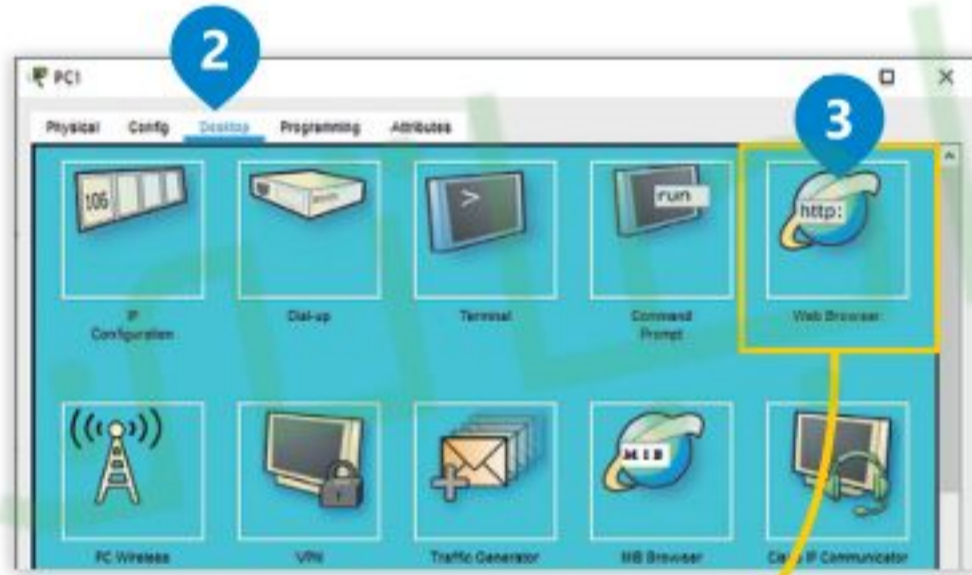 2
PC1
3
Physical Config Desktop Programming Attributes
106
>
run
http:
IP Configuration
Dial-up
Terminal
Command Prompt
Web Browser
MIB
PC Wireless
VPN
Traffic Generator
MIB Browser
Cisco IP Communicator